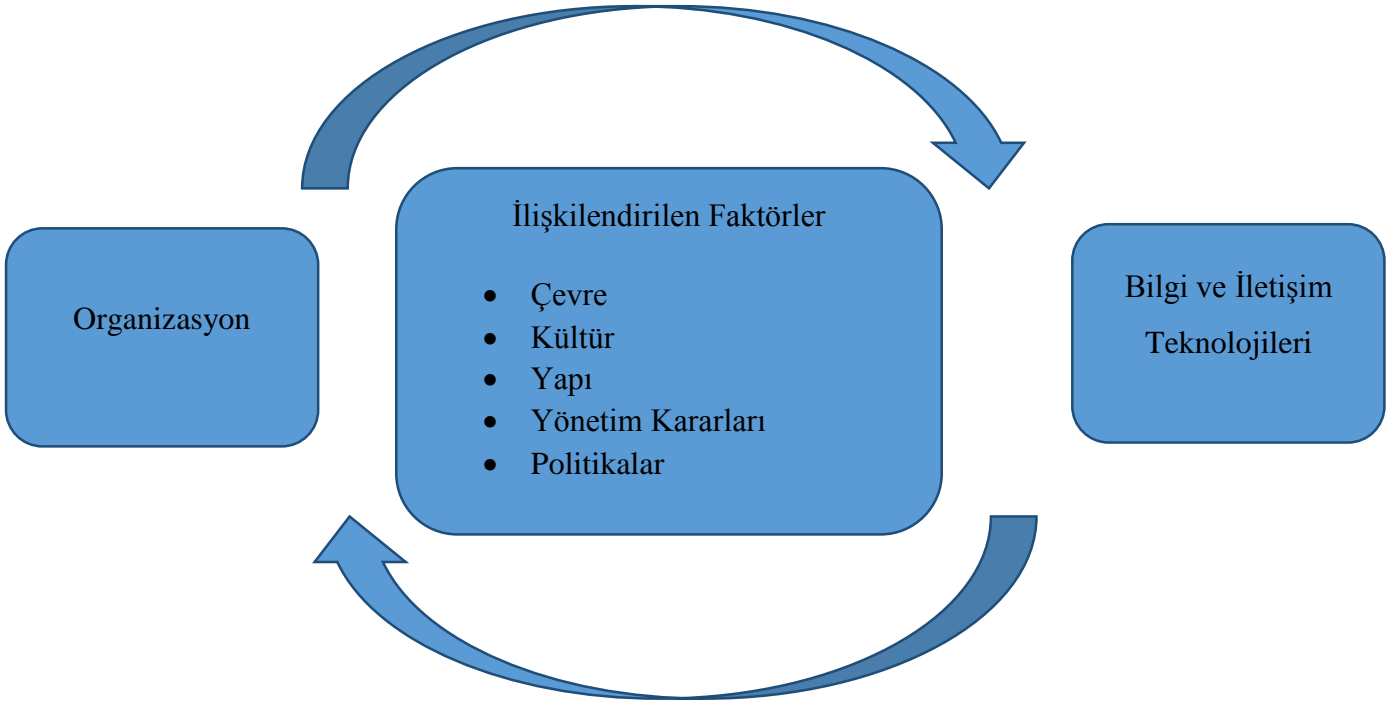 Organizasyon
İlişkilendirilen Faktörler
• Çevre
• Kültür
• Yapı
• Yönetim Kararları
• Politikalar
Bilgi ve İletişim
Teknolojileri